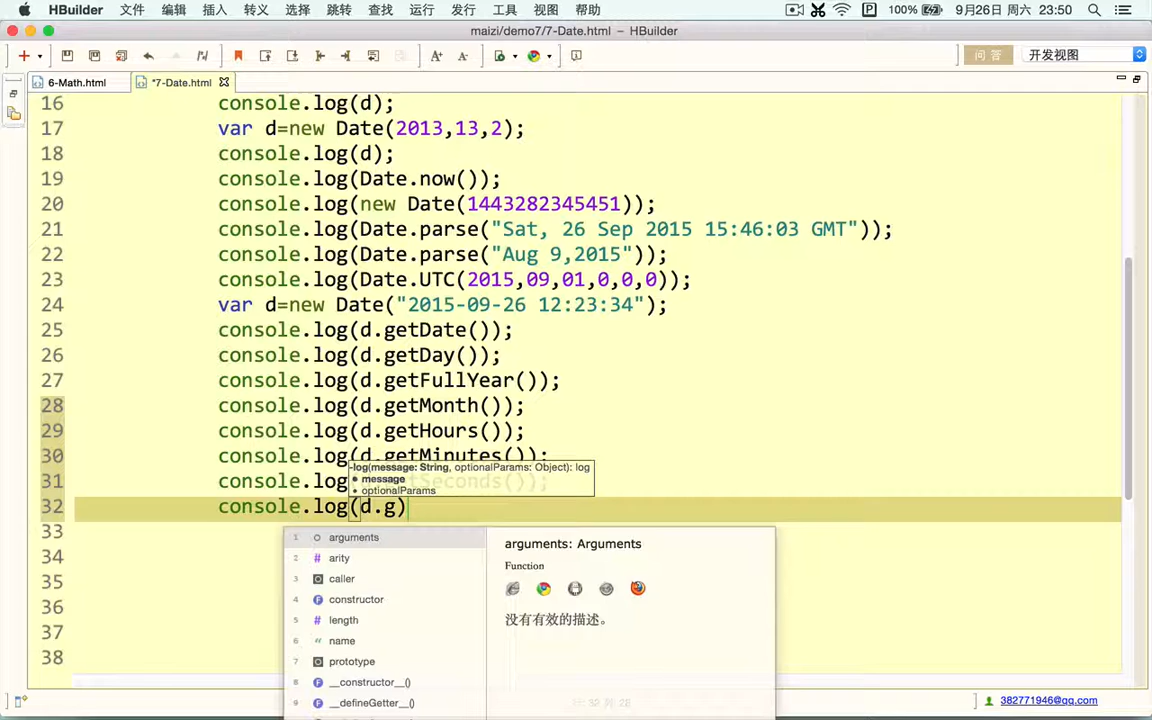 HBuilder 文件 编辑 插入 转义 选择 跳转 查找 运行 发行 工具 视图 帮助 100% 9月26日 周六 23:50
maizi/demo7/7-Date.html — HBuilder
问 答 开发视图
6-Math.html *7-Date.html
16 console.log(d);
17 var d=new Date(2013,13,2);
18 console.log(d);
19 console.log(Date.now());
20 console.log(new Date(1443282345451));
21 console.log(Date.parse("Sat, 26 Sep 2015 15:46:03 GMT"));
22 console.log(Date.parse("Aug 9,2015"));
23 console.log(Date.UTC(2015,09,01,0,0,0));
24 var d=new Date("2015-09-26 12:23:34");
25 console.log(d.getDate());
26 console.log(d.getDay());
27 console.log(d.getFullYear());
28 console.log(d.getMonth());
29 console.log(d.getHours());
30 console.log(d.getMinutes());
log(message: String, optionalParams: Object): log
message
31 console.log
optionalParams
32 console.log(d.g)
33
34
35
36
37
38
1 arguments
2 # arity
3 caller
4 F constructor
5 # length
6 “ name
7 prototype
8 F __constructor__()
9 F __defineGetter__()
arguments: Arguments
Function
没有有效的描述。
382771946@qq.com